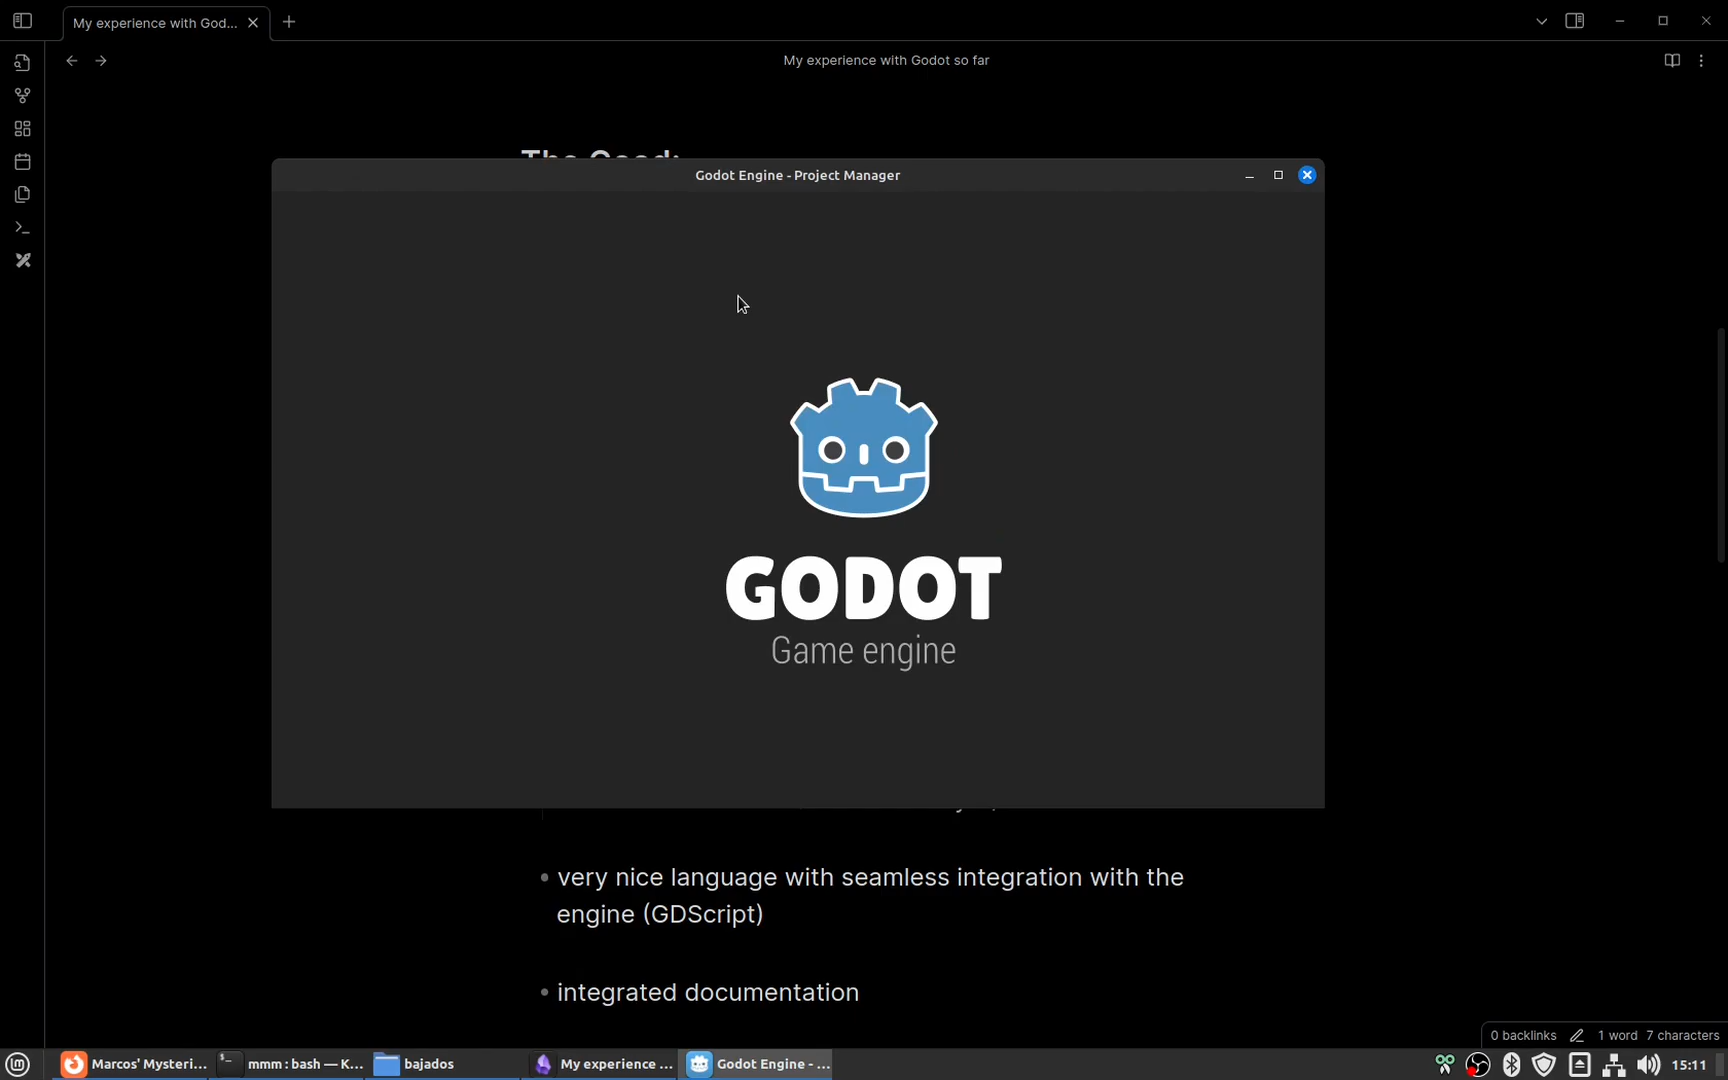 My experience with God...
My experience with Godot so far
The Good:
Godot Engine - Project Manager
GODOT
Game engine
very nice language with seamless integration with the
engine (GDScript)
integrated documentation
0 backlinks 1 word 7 characters
Marcos' Mysteri...
mmm : bash — K...
bajados
My experience ...
Godot Engine - ...
15:11